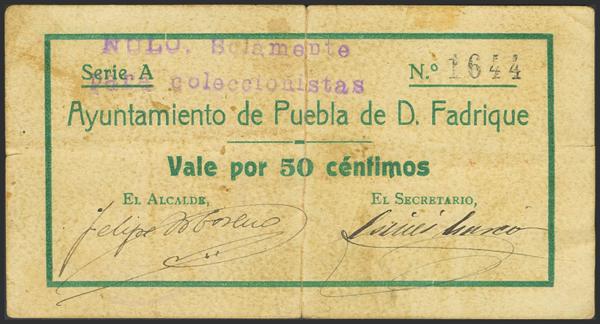 NULO. Solamente
para coleccionistas
Serie A
N.º 1644
Ayuntamiento de Puebla de D. Fadrique
Vale por 50 céntimos
EL ALCALDE,
EL SECRETARIO,
Felipe